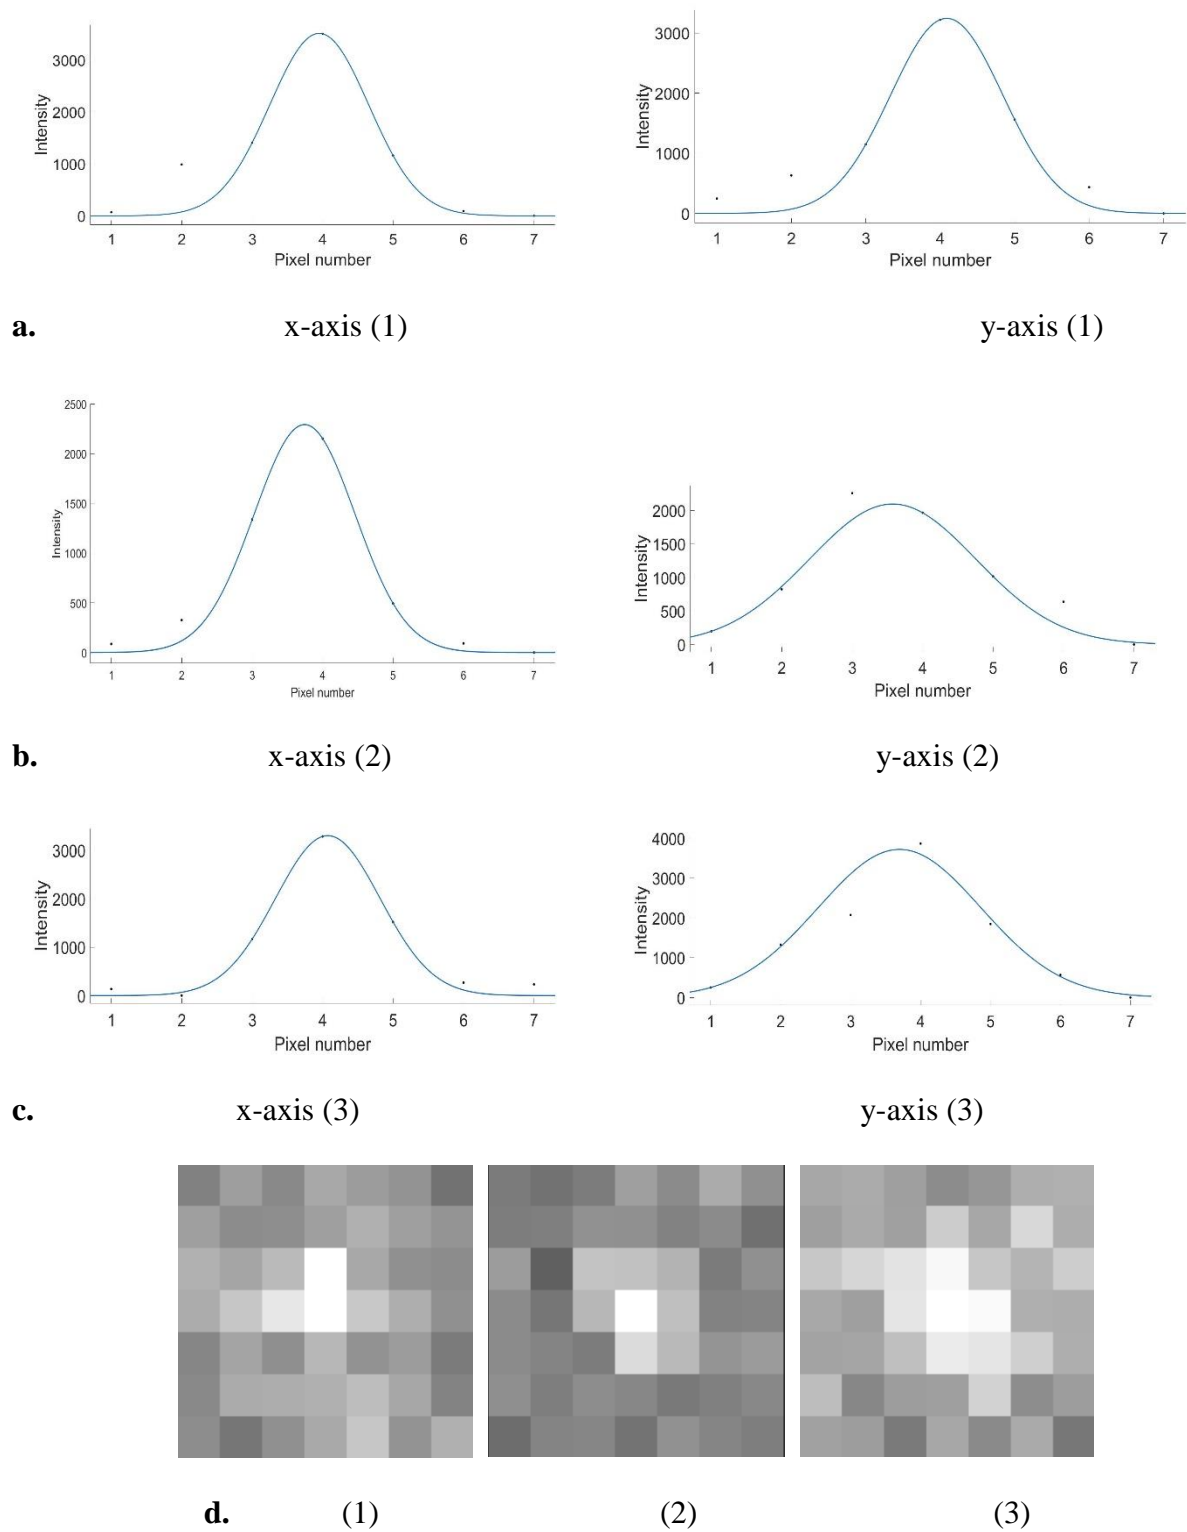 3000
2000
1000
0
Intensity
1 2 3 4 5 6 7
Pixel number
3000
2000
1000
0
Intensity
1 2 3 4 5 6 7
Pixel number
a. x-axis (1) y-axis (1)
2500
2000
1500
1000
500
0
Intensity
1 2 3 4 5 6 7
Pixel number
2000
1500
1000
500
0
Intensity
1 2 3 4 5 6 7
Pixel number
b. x-axis (2) y-axis (2)
3000
2000
1000
0
Intensity
1 2 3 4 5 6 7
Pixel number
4000
3000
2000
1000
0
Intensity
1 2 3 4 5 6 7
Pixel number
c. x-axis (3) y-axis (3)
d. (1) (2) (3)